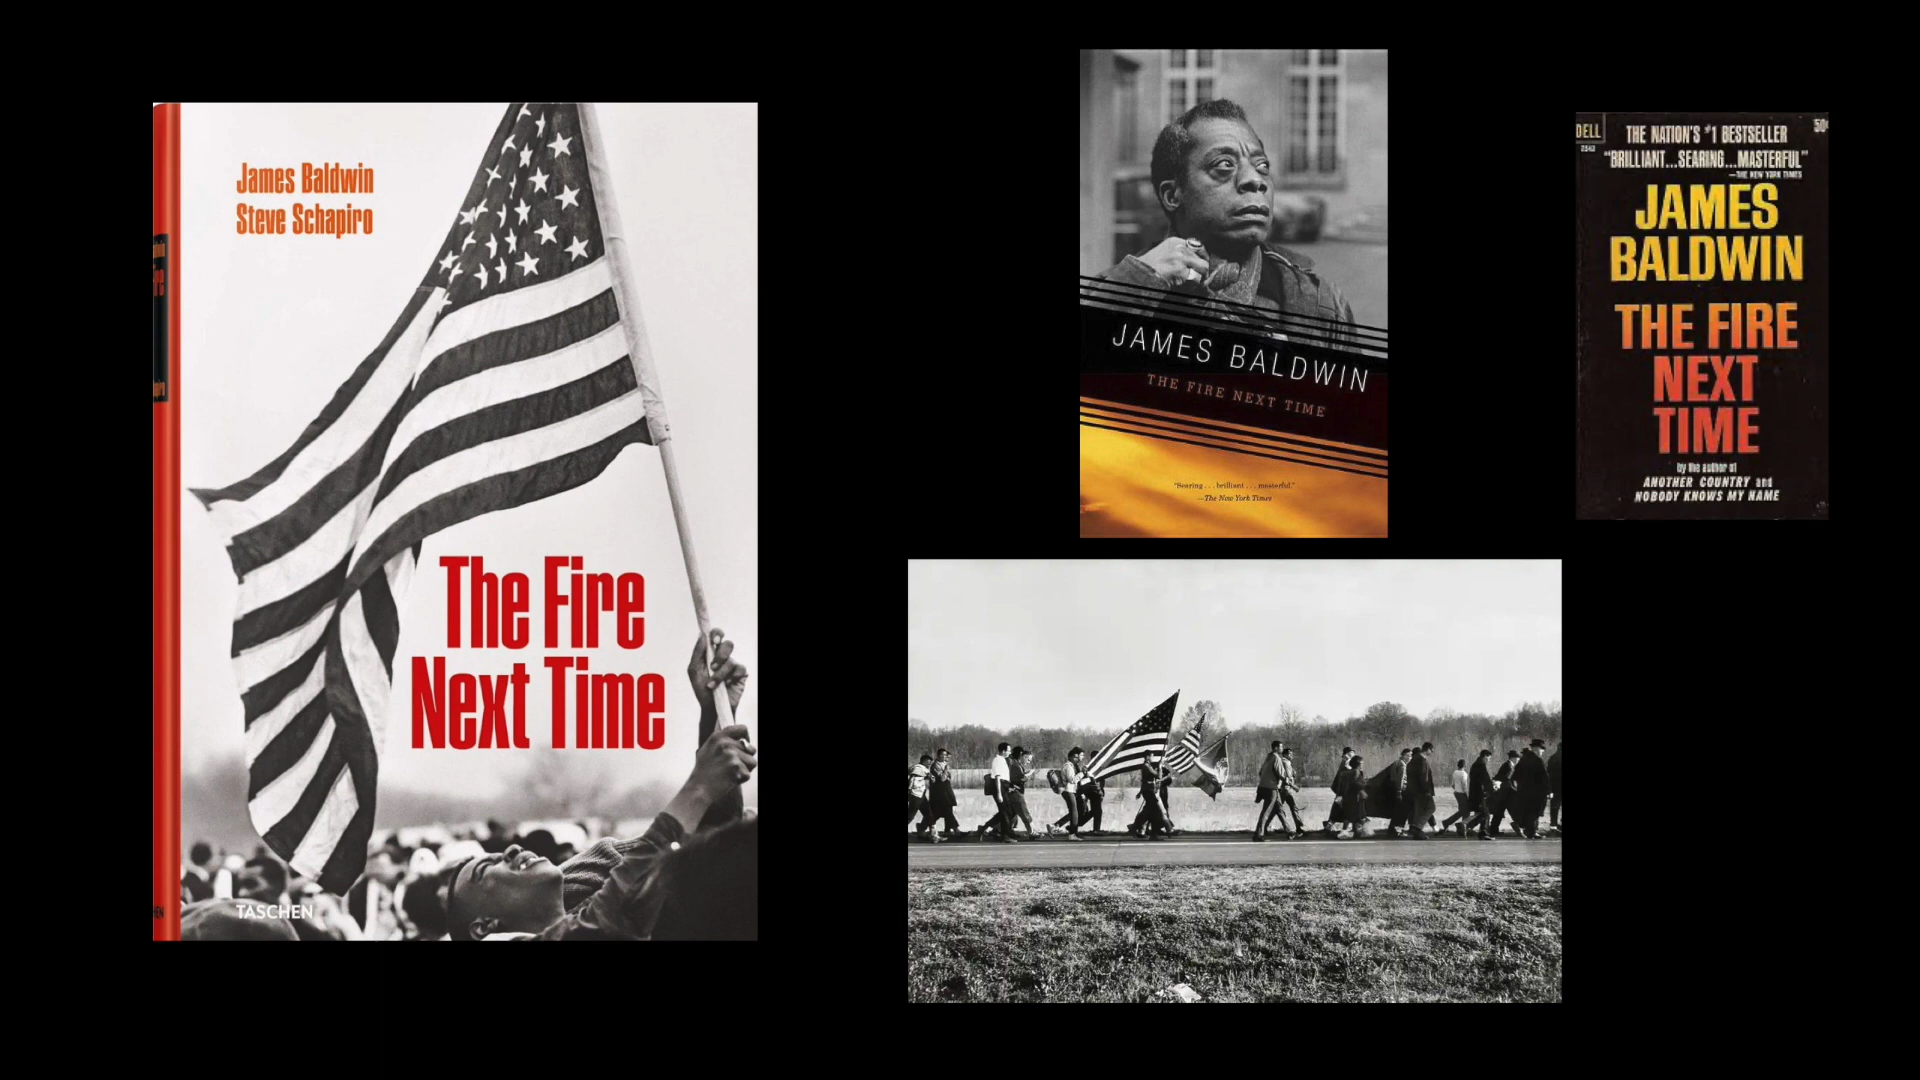 James Baldwin
Steve Schapiro
The Fire
Next Time
TASCHEN
JAMES BALDWIN
THE FIRE NEXT TIME
"Searing . . . brilliant . . . masterful."
—The New York Times
DELL
2542
50¢
THE NATION'S #1 BESTSELLER
"BRILLIANT...SEARING...MASTERFUL"
—THE NEW YORK TIMES
JAMES
BALDWIN
THE FIRE
NEXT
TIME
by the author of
ANOTHER COUNTRY and
NOBODY KNOWS MY NAME